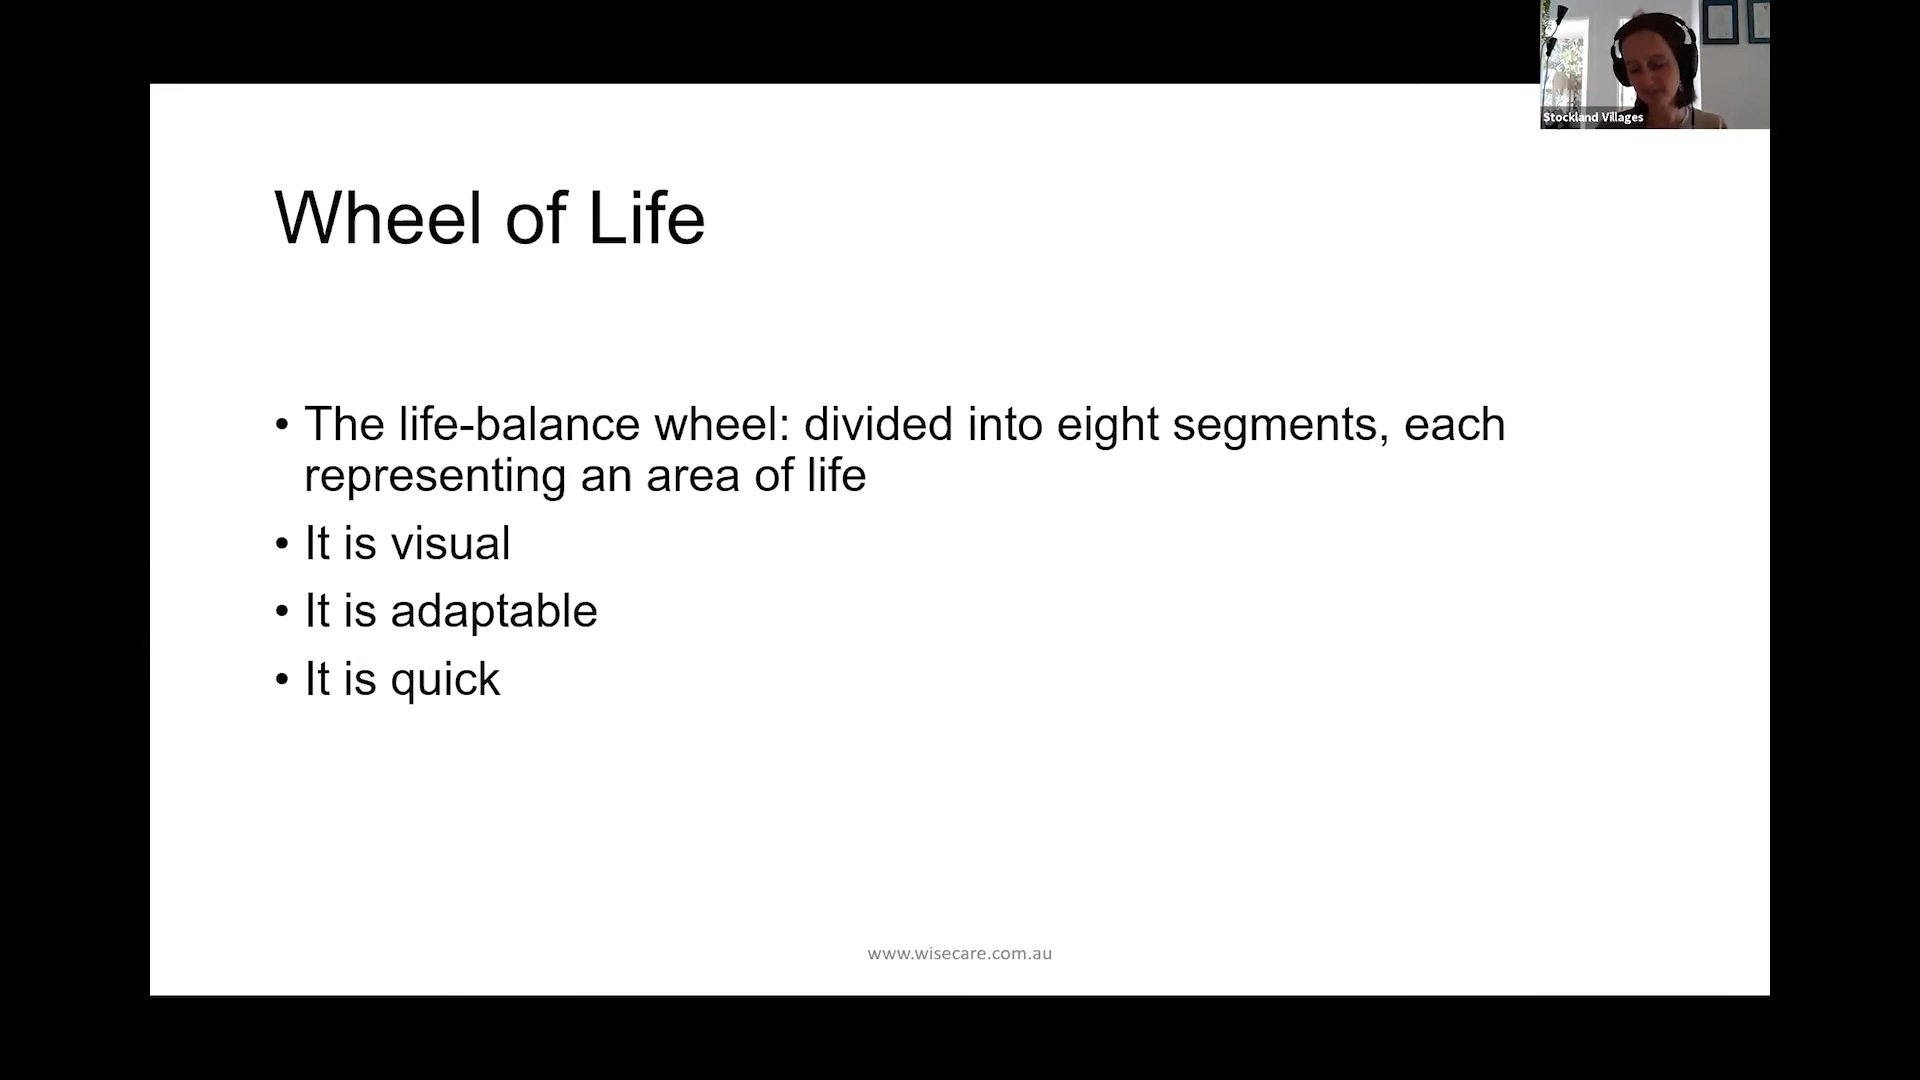 Stockland Villages
Wheel of Life
• The life-balance wheel: divided into eight segments, each
representing an area of life
• It is visual
• It is adaptable
• It is quick
www.wisecare.com.au